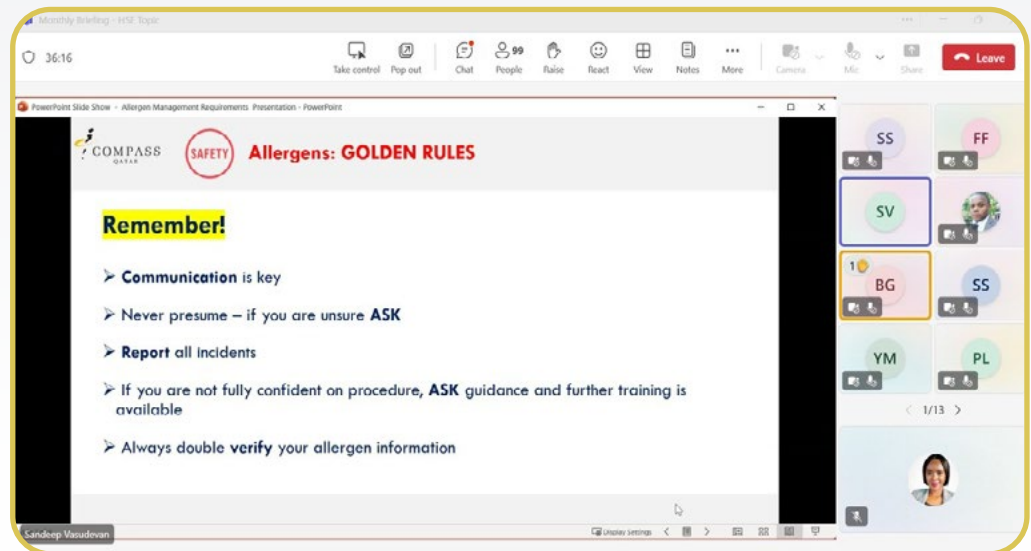 Monthly Briefing - HSE Topic
36:16
Take control
Pop out
Chat
99
People
Raise
React
View
Notes
More
Camera
Mic
Share
Leave
PowerPoint Slide Show - Allergen Management Requirements Presentation - PowerPoint
COMPASS
QATAR
SAFETY
Allergens: GOLDEN RULES
Remember!
➢ Communication is key
➢ Never presume – if you are unsure ASK
➢ Report all incidents
➢ If you are not fully confident on procedure, ASK guidance and further training is
available
➢ Always double verify your allergen information
SS
FF
SV
1
BG
SS
YM
PL
1/13
Sandeep Vasudevan
Display Settings